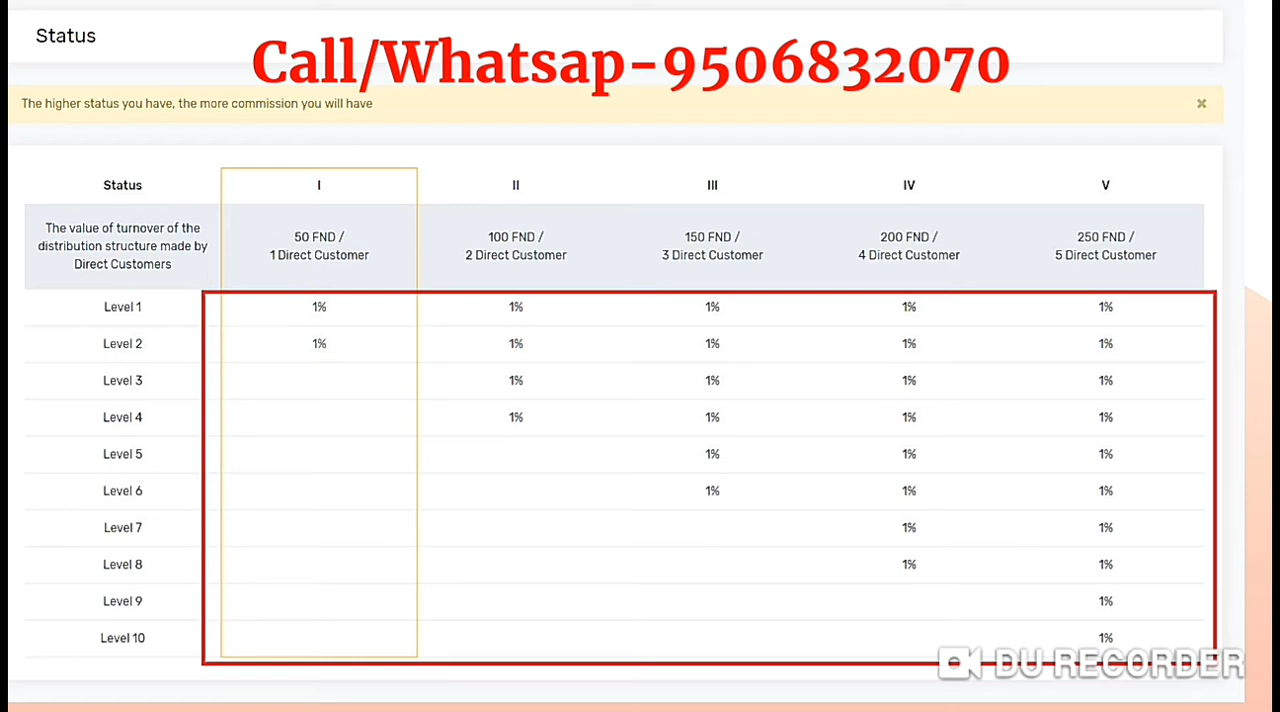 Status
Call/Whatsap-9506832070
The higher status you have, the more commission you will have ×
Status I II III IV V
The value of turnover of the
distribution structure made by
Direct Customers
50 FND /
1 Direct Customer
100 FND /
2 Direct Customer
150 FND /
3 Direct Customer
200 FND /
4 Direct Customer
250 FND /
5 Direct Customer
Level 1 1% 1% 1% 1% 1%
Level 2 1% 1% 1% 1% 1%
Level 3 1% 1% 1% 1%
Level 4 1% 1% 1% 1%
Level 5 1% 1% 1%
Level 6 1% 1% 1%
Level 7 1% 1%
Level 8 1% 1%
Level 9 1%
Level 10 1%
DU RECORDER